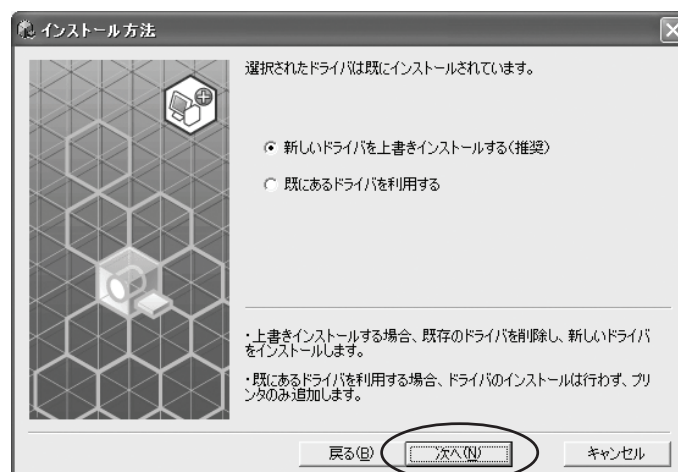 インストール方法
選択されたドライバは既にインストールされています。
新しいドライバを上書きインストールする(推奨)
既にあるドライバを利用する
・上書きインストールする場合、既存のドライバを削除し、新しいドライバ
をインストールします。
・既にあるドライバを利用する場合、ドライバのインストールは行わず、プリ
ンタのみ追加します。
戻る(B)
次へ(N)
キャンセル